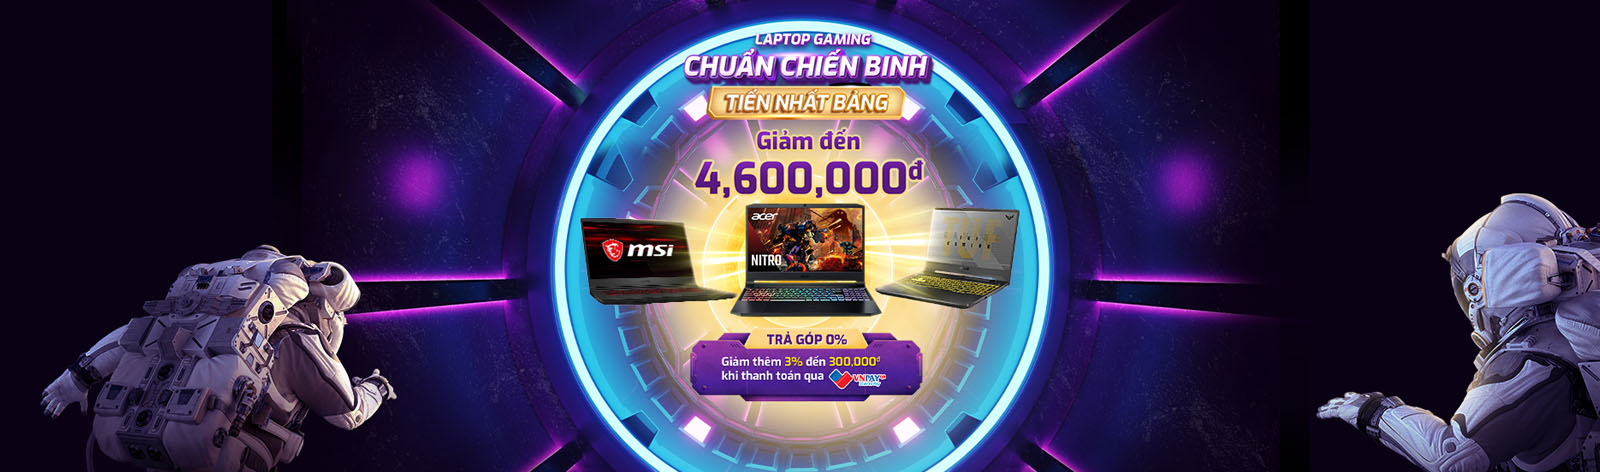 LAPTOP GAMING
CHUẨN CHIẾN BINH
TIẾN NHẤT BẢNG
Giảm đến
4,600,000đ
msi
acer
NITRO
TRẢ GÓP 0%
Giảm thêm 3% đến 300,000đ
khi thanh toán qua VNPAY